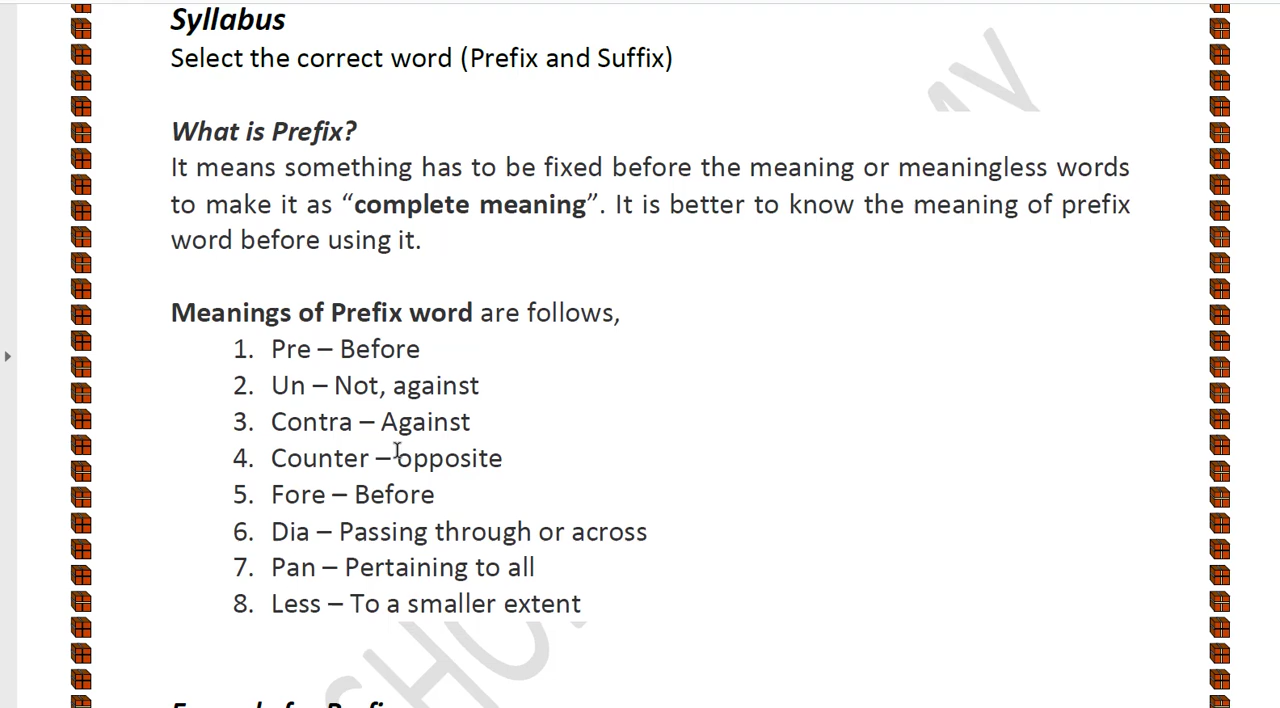 Syllabus
Select the correct word (Prefix and Suffix)
What is Prefix?
It means something has to be fixed before the meaning or meaningless words
to make it as “complete meaning”. It is better to know the meaning of prefix
word before using it.
Meanings of Prefix word are follows,
1. Pre – Before
2. Un – Not, against
3. Contra – Against
4. Counter – opposite
5. Fore – Before
6. Dia – Passing through or across
7. Pan – Pertaining to all
8. Less – To a smaller extent